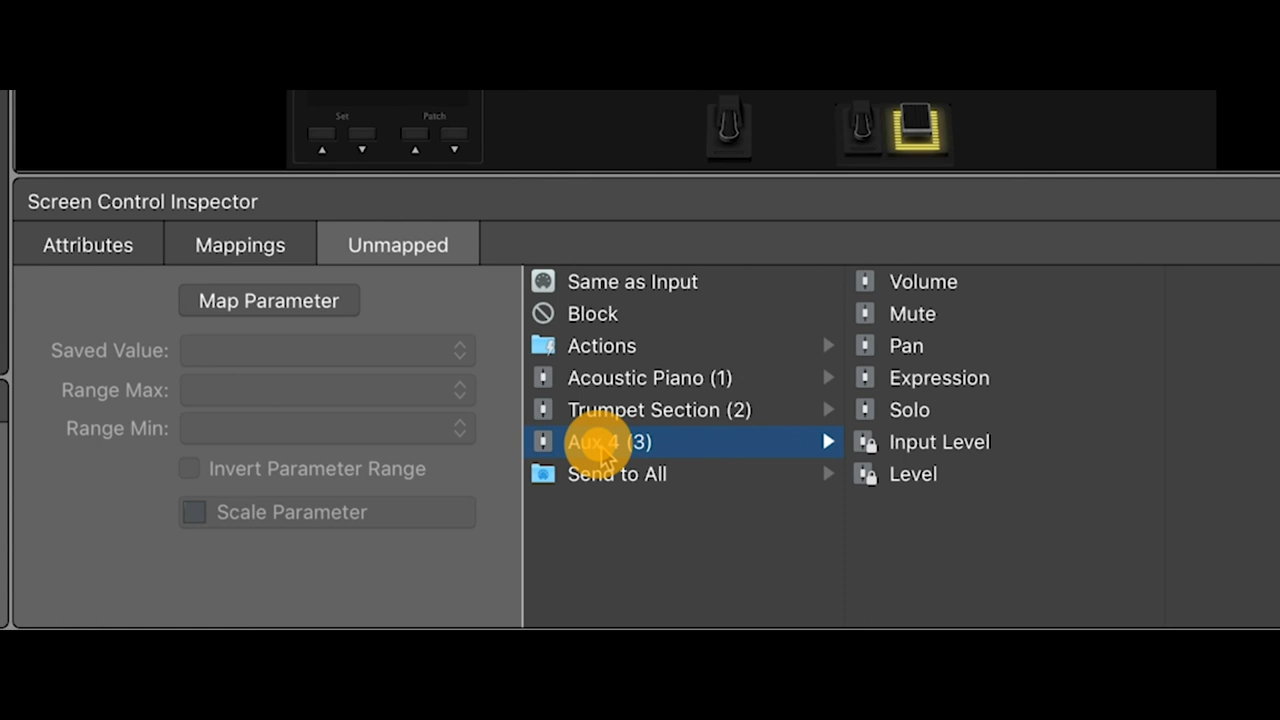 Set Patch
Screen Control Inspector
Attributes Mappings Unmapped
Map Parameter
Saved Value:
Range Max:
Range Min:
Invert Parameter Range
Scale Parameter
Same as Input
Block
Actions
Acoustic Piano (1)
Trumpet Section (2)
Aux 4 (3)
Send to All
Volume
Mute
Pan
Expression
Solo
Input Level
Level